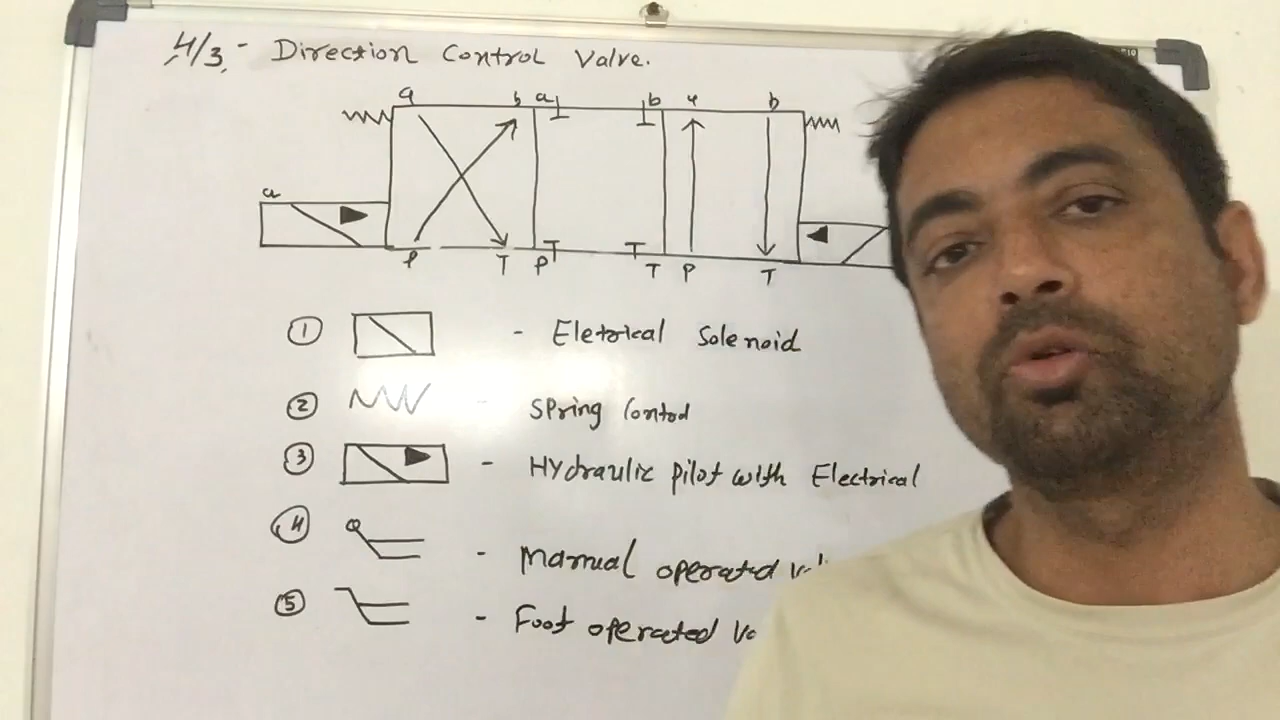 4/3 - Direction Control Valve.
a b a b a b
a
P T P T P T
1 - Eletrical Solenoid
2 - Spring Control
3 - Hydraulic Pilot with Electrical
4 - Manual operated
5 - Foot operated